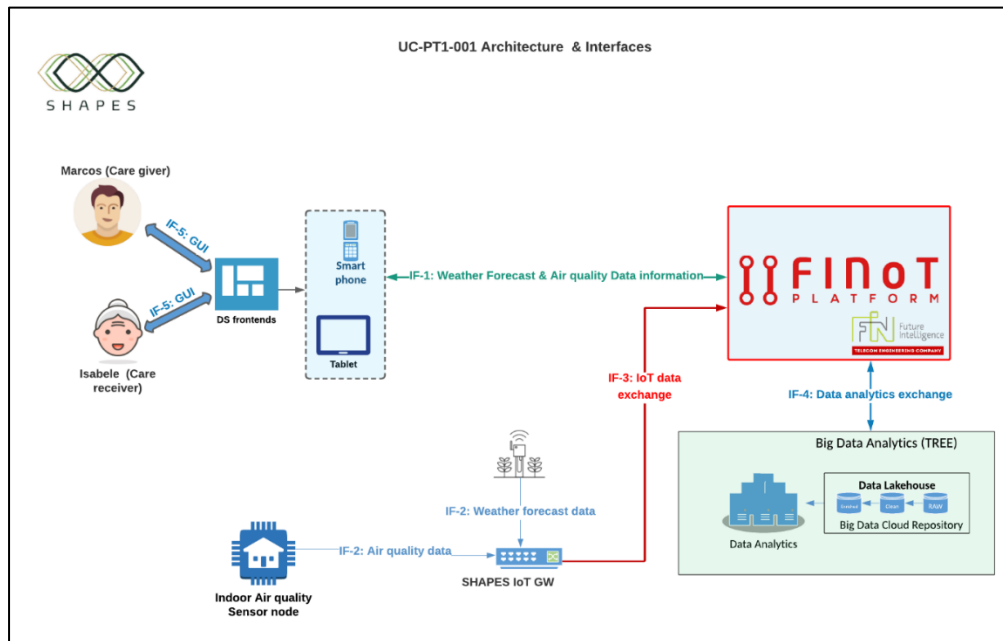 UC-PT1-001 Architecture & Interfaces
SHAPES
Marcos (Care giver)
IF-5: GUI
IF-5: GUI
DS frontends
Isabele (Care
receiver)
Smart
phone
Tablet
IF-1: Weather Forecast & Air quality Data information
FINoT
PLATFORM
FIN
Future
Intelligence
TELECOM ENGINEERING COMPANY
IF-3: IoT data
exchange
IF-4: Data analytics exchange
Big Data Analytics (TREE)
Data Lakehouse
Clean
RAW
Big Data Cloud Repository
Data Analytics
IF-2: Weather forecast data
IF-2: Air quality data
SHAPES IoT GW
Indoor Air quality
Sensor node